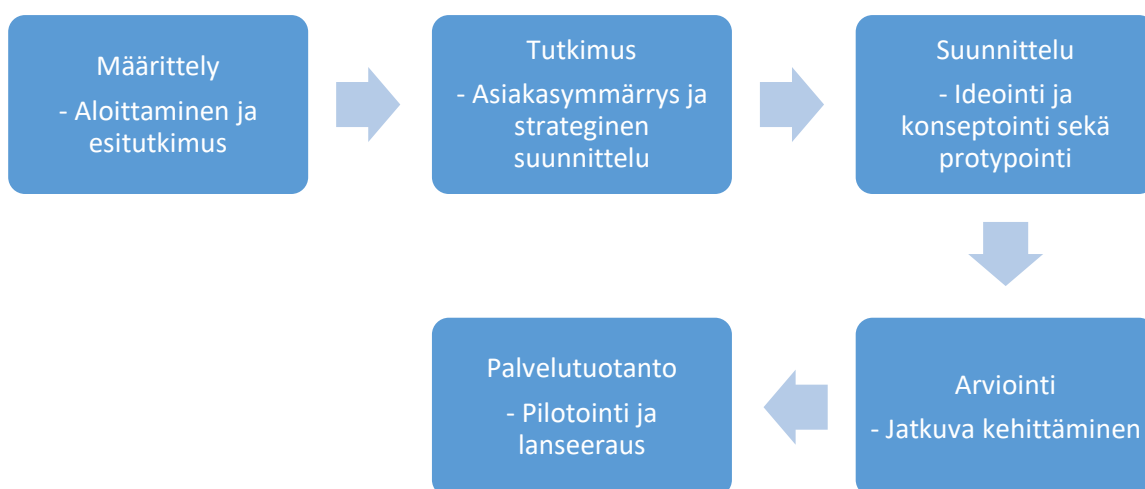 Määrittely
- Aloittaminen ja
esitutkimus
Tutkimus
- Asiakasymmärrys ja
strateginen
suunnittelu
Suunnittelu
- Ideointi ja
konseptointi sekä
protypointi
Arviointi
- Jatkuva kehittäminen
Palvelutuotanto
- Pilotointi ja
lanseeraus